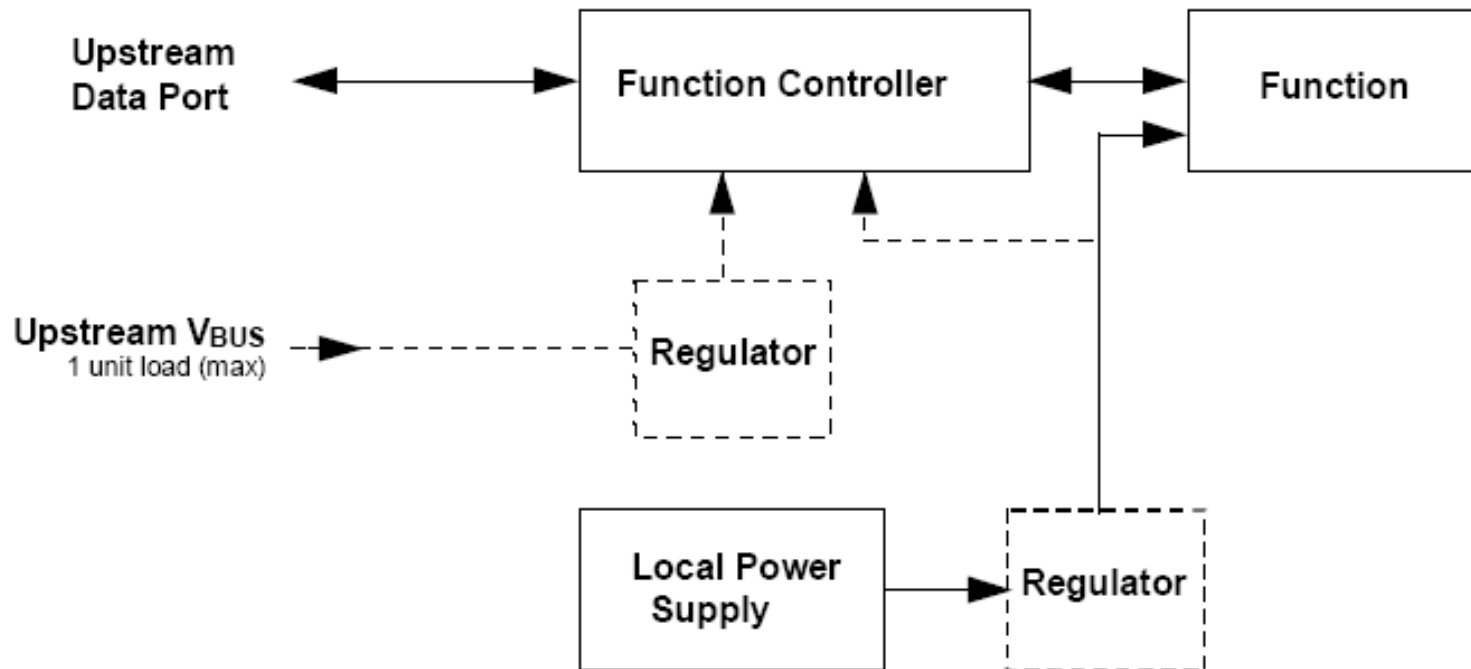 Upstream
Data Port
Function Controller
Function
Upstream VBUS
1 unit load (max)
Regulator
Local Power
Supply
Regulator